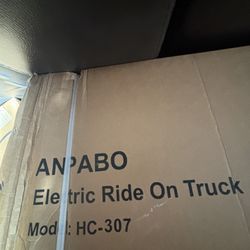 ANPABO
Electric Ride On Truck
Model: HC-307